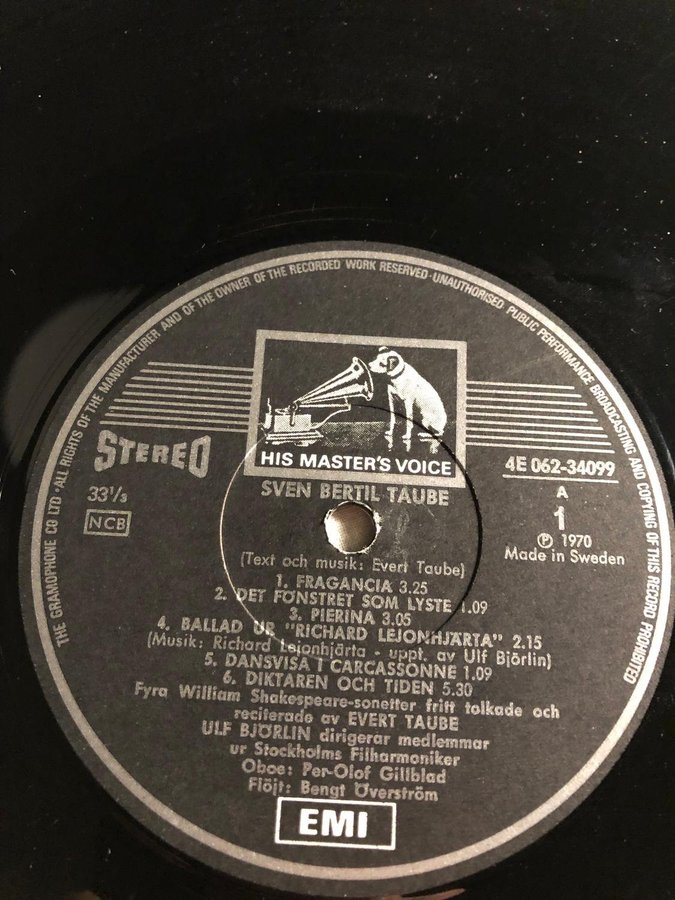 THE GRAMOPHONE CO LTD · ALL RIGHTS OF THE MANUFACTURER AND OF THE OWNER OF THE RECORDED WORK RESERVED · UNAUTHORISED PUBLIC PERFORMANCE BROADCASTING AND COPYING OF THIS RECORD PROHIBITED
HIS MASTER'S VOICE
STEREO
4E 062-34099
33⅓
SVEN BERTIL TAUBE
A
1
NCB
℗ 1970
Made in Sweden
(Text och musik: Evert Taube)
1. FRAGANCIA 3.25
2. DET FÖNSTRET SOM LYSTE 1.09
3. PIERINA 3.05
4. BALLAD UR "RICHARD LEJONHJÄRTA" 2.15
(Musik: Richard Lejonhjärta - uppt. av Ulf Björlin)
5. DANSVISA I CARCASSONNE 1.09
6. DIKTAREN OCH TIDEN 5.30
Fyra William Shakespeare-sonetter fritt tolkade och
reciterade av EVERT TAUBE
ULF BJÖRLIN dirigerar medlemmar
ur Stockholms Filharmoniker
Oboe: Per-Olof Gillblad
Flöjt: Bengt Överström
EMI